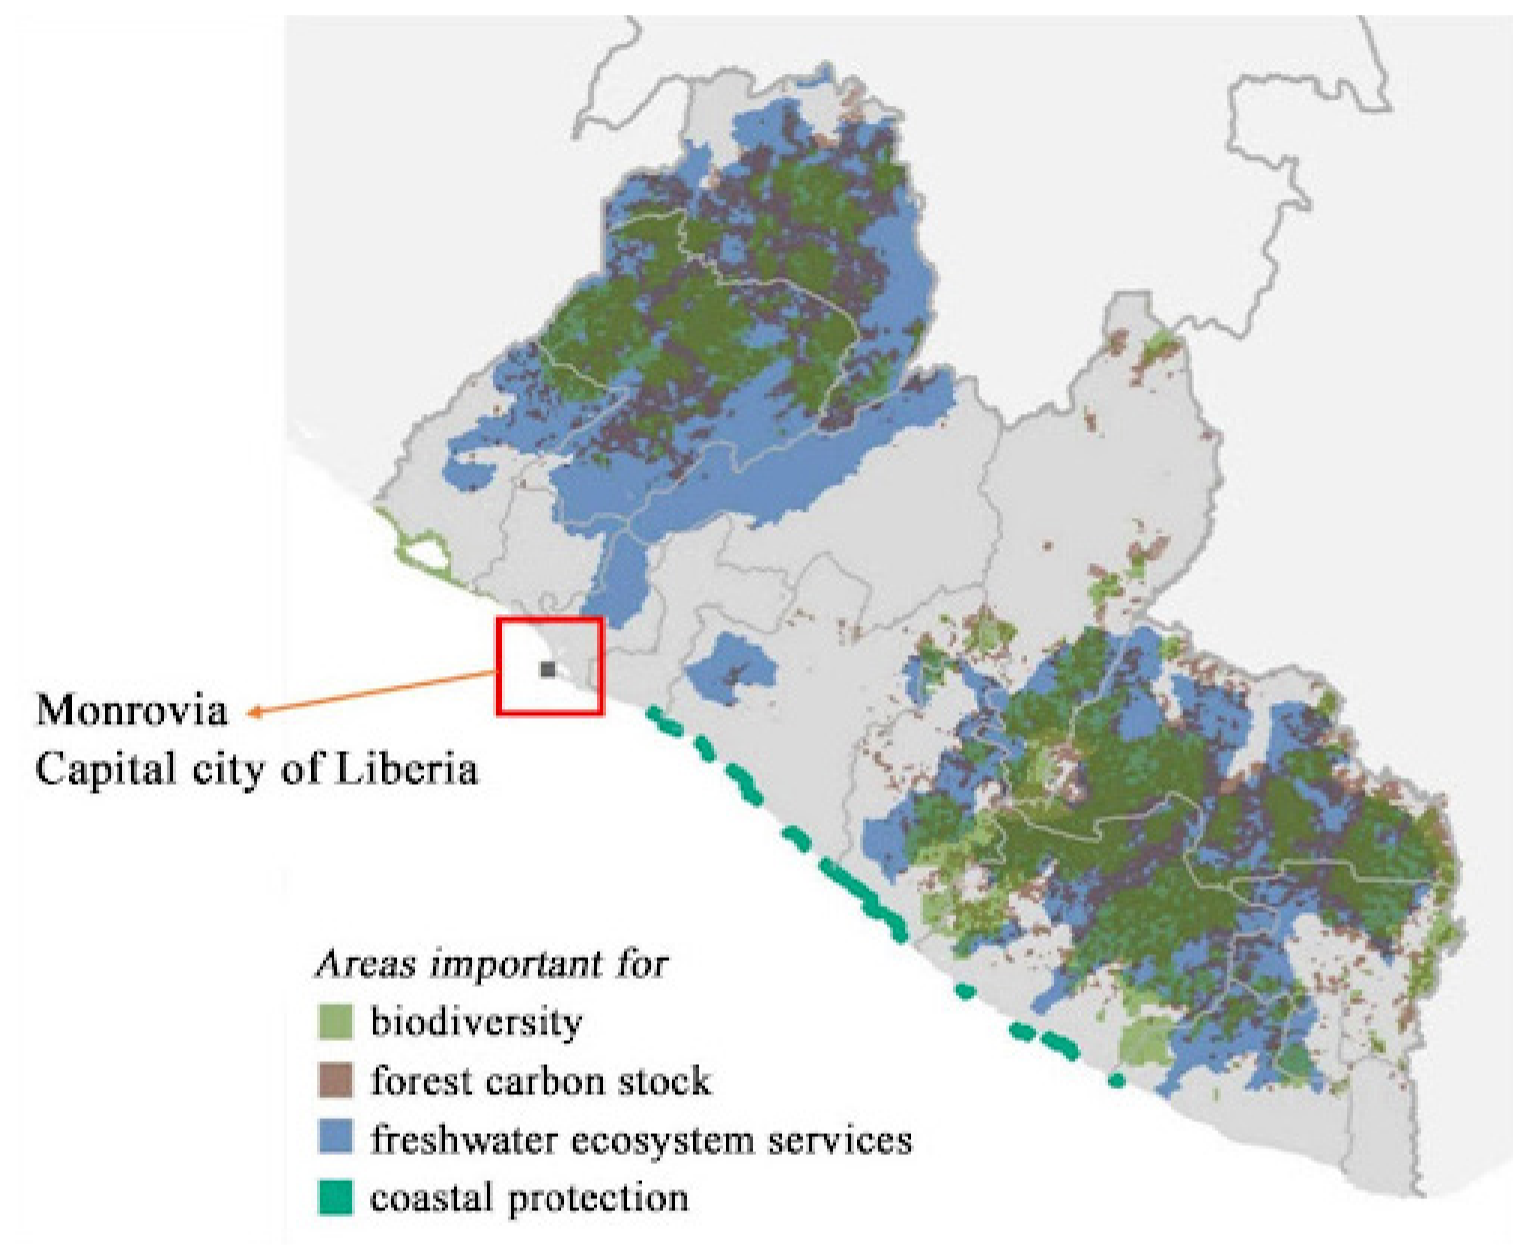 Monrovia
Capital city of Liberia
Areas important for
biodiversity
forest carbon stock
freshwater ecosystem services
coastal protection